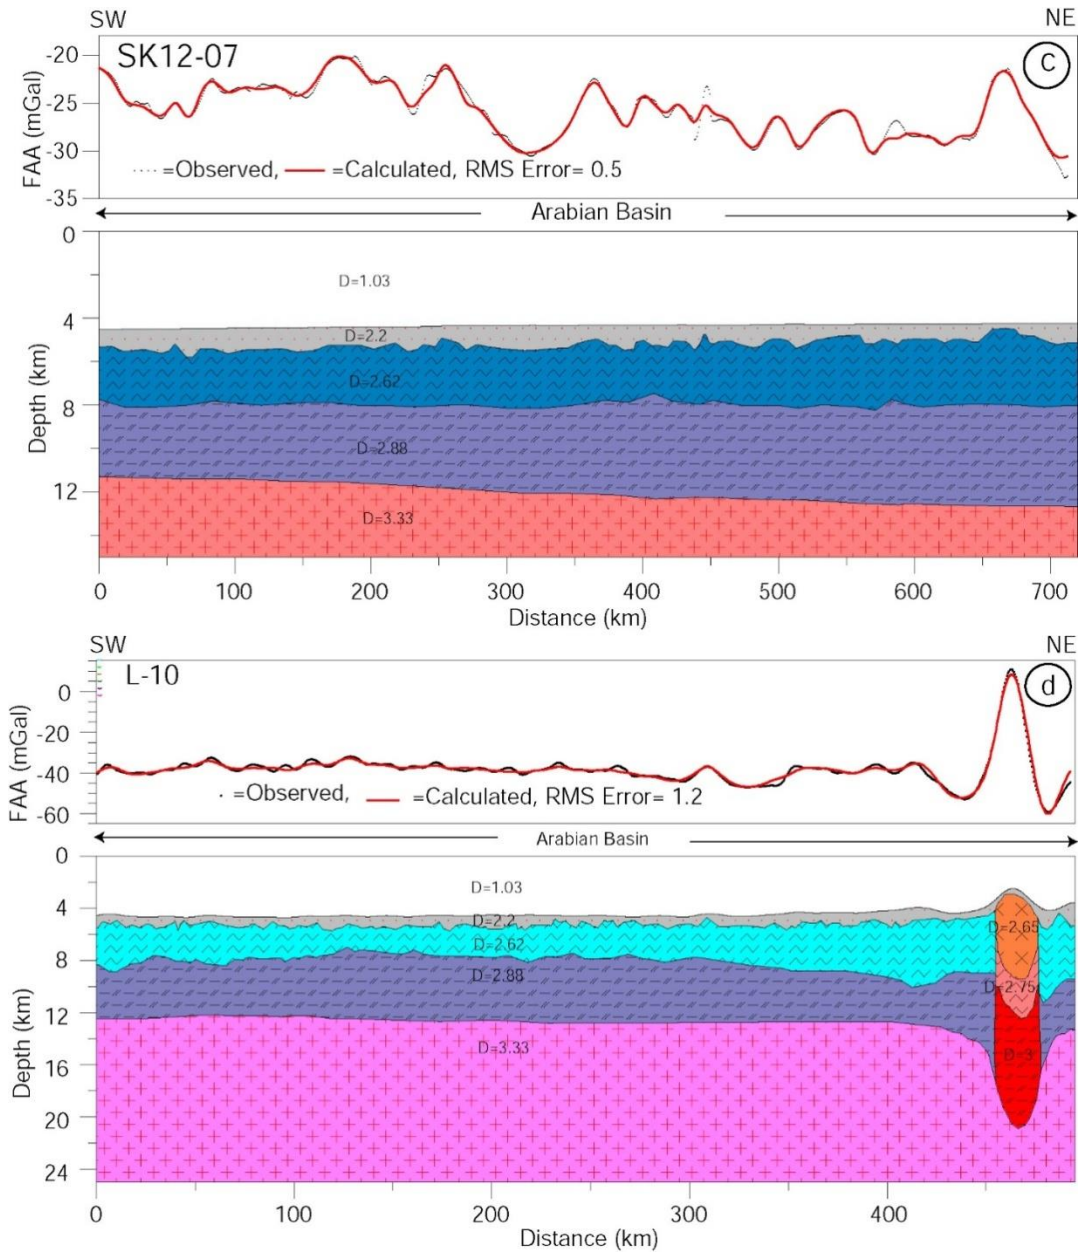 SW NE
SK12-07 c
FAA (mGal)
-20
-25
-30
-35
=Observed, =Calculated, RMS Error= 0.5
Arabian Basin
Depth (km)
0
4
8
12
D=1.03
D=2.2
D=2.62
D=2.88
D=3.33
0 100 200 300 400 500 600 700
Distance (km)
SW NE
L-10 d
FAA (mGal)
0
-20
-40
-60
=Observed, =Calculated, RMS Error= 1.2
Arabian Basin
Depth (km)
0
4
8
12
16
20
24
D=1.03
D=2.2
D=2.62
D=2.88
D=3.33
D=2.65
D=2.75
D=3
0 100 200 300 400
Distance (km)